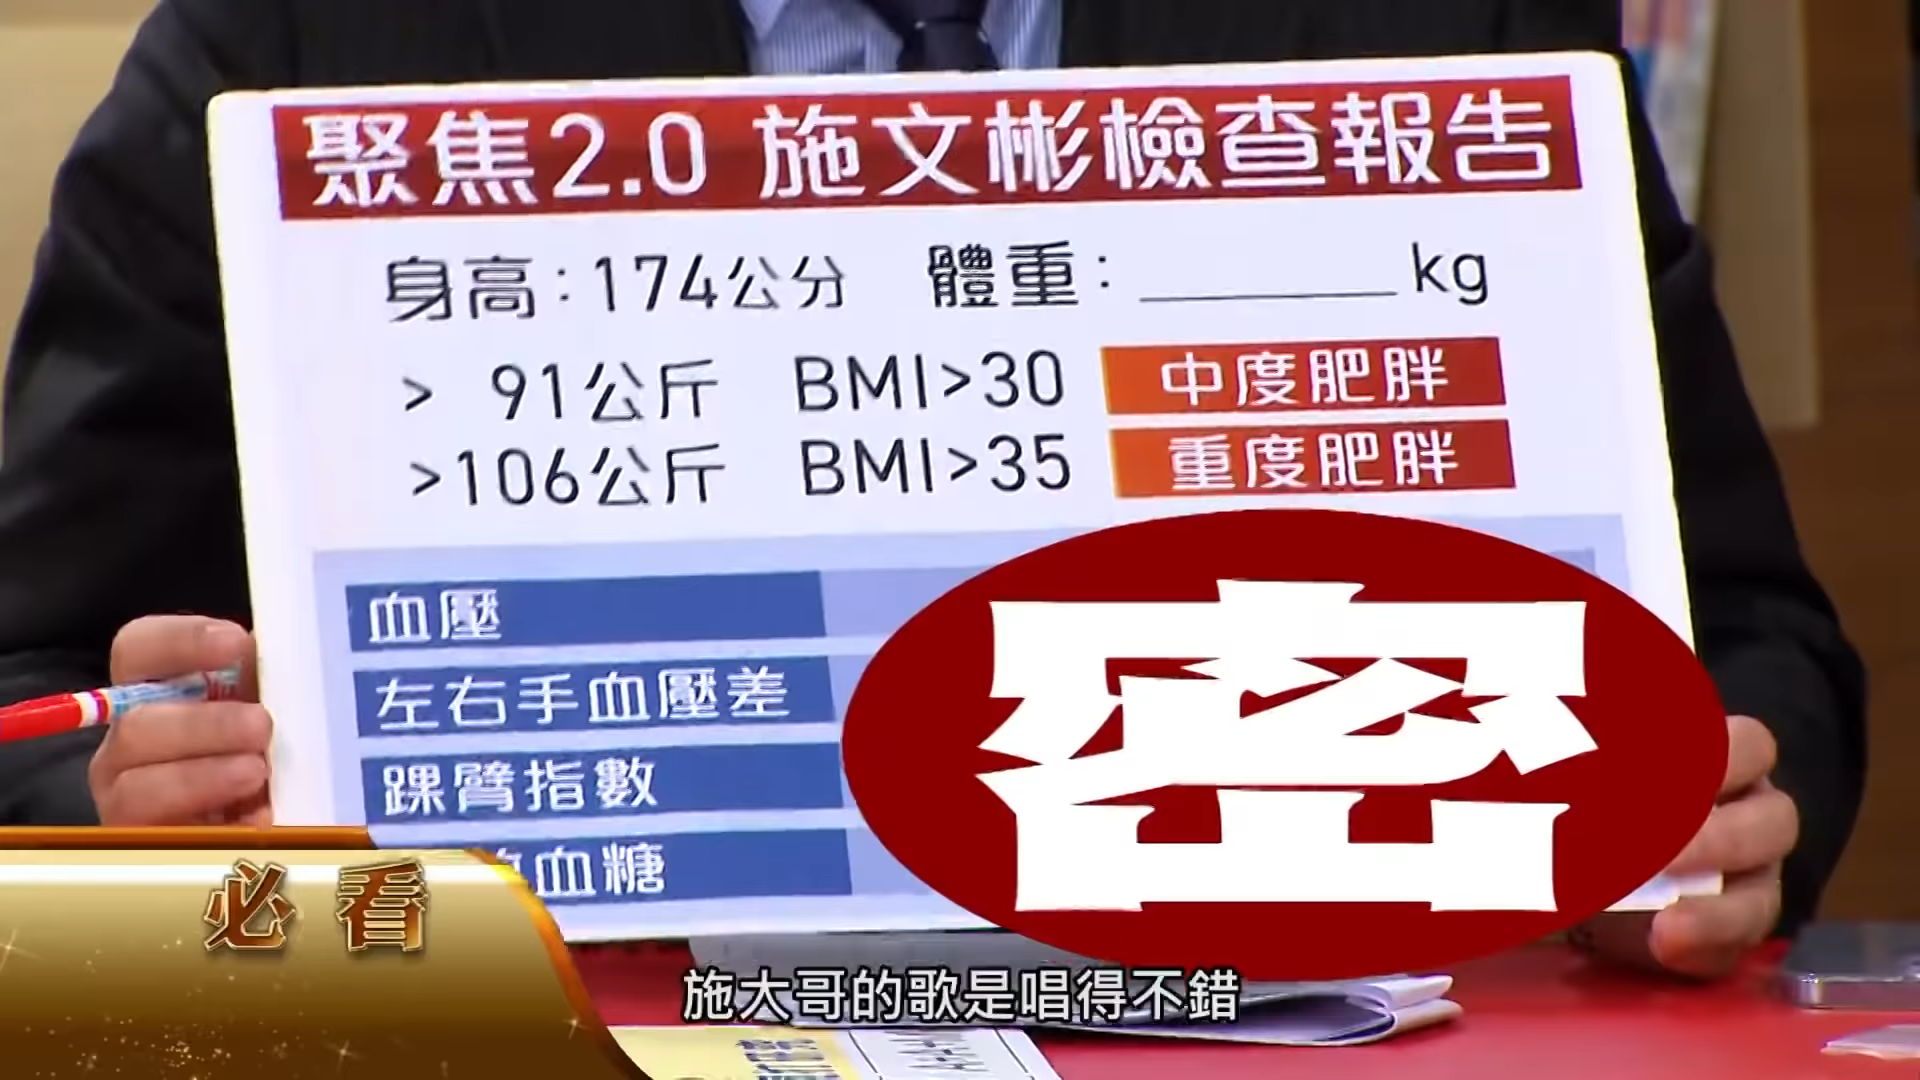 聚焦2.0 施文彬檢查報告
身高:174公分 體重:______kg
> 91公斤 BMI>30 中度肥胖
>106公斤 BMI>35 重度肥胖
血壓
左右手血壓差
踝臂指數
血糖
密
必看
施大哥的歌是唱得不錯